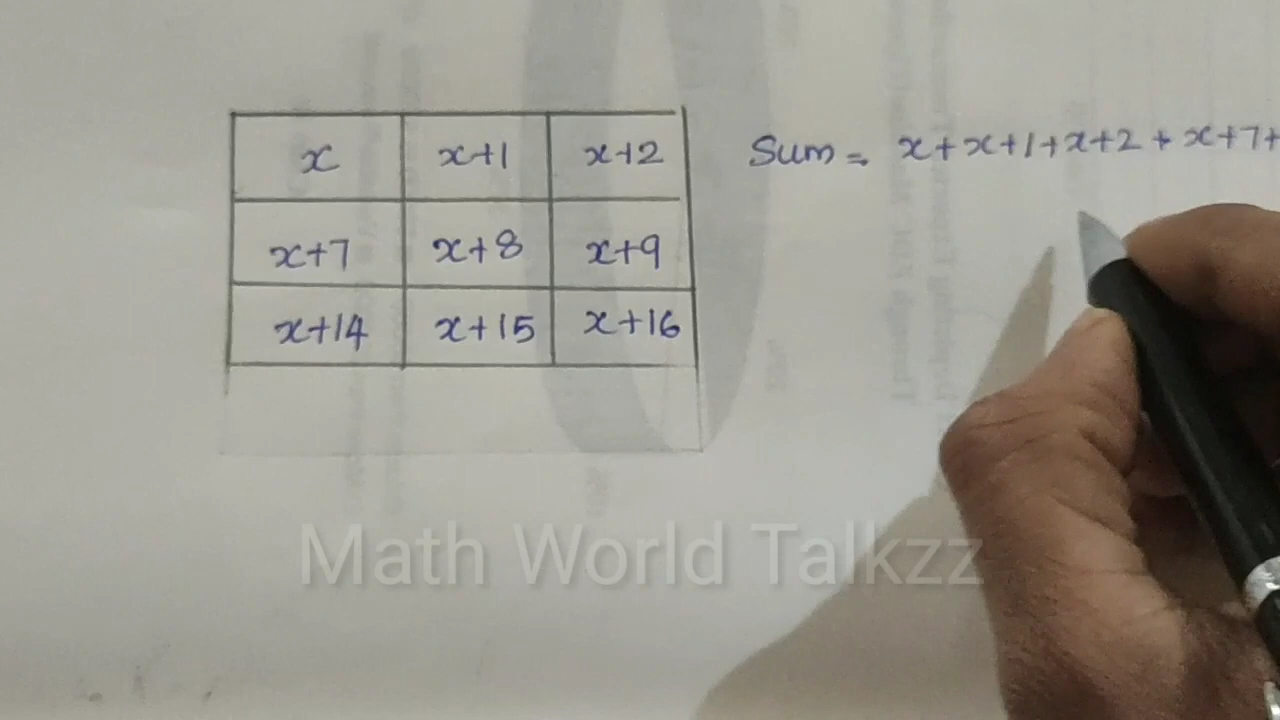 x x+1 x+2 Sum = x+x+1+x+2+x+7+
x+7 x+8 x+9
x+14 x+15 x+16
Math World Talkzz